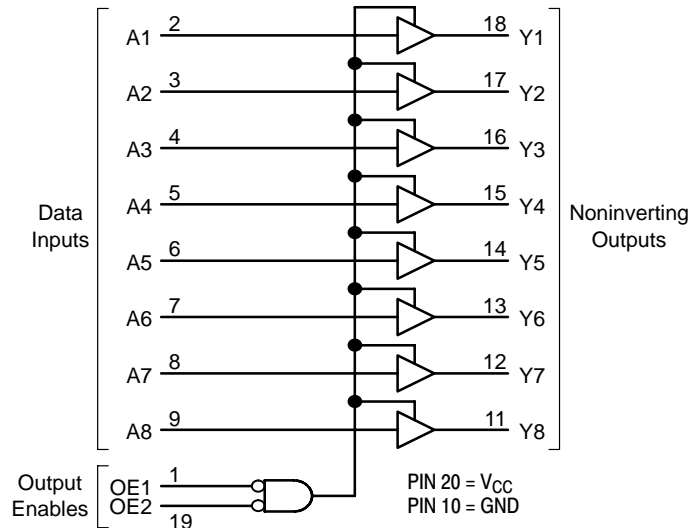 A1 2 18 Y1
A2 3 17 Y2
A3 4 16 Y3
A4 5 15 Y4
Data
Inputs
Noninverting
Outputs
A5 6 14 Y5
A6 7 13 Y6
A7 8 12 Y7
A8 9 11 Y8
Output
Enables
OE1 1
OE2 19
PIN 20 = VCC
PIN 10 = GND